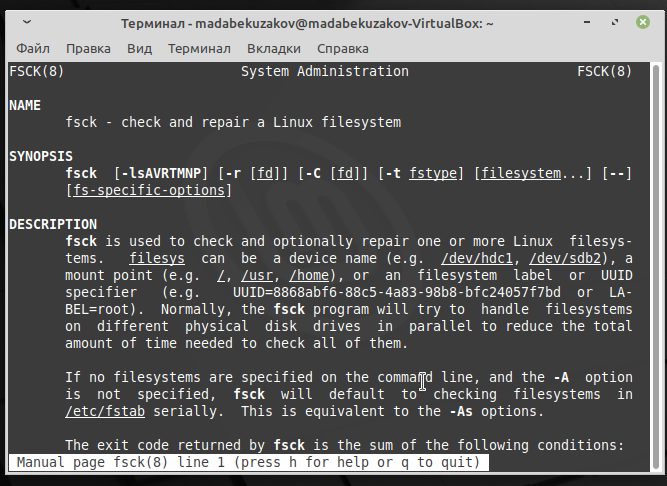 Терминал - madabekuzakov@madabekuzakov-VirtualBox: ~
Файл Правка Вид Терминал Вкладки Справка
FSCK(8) System Administration FSCK(8)
NAME
fsck - check and repair a Linux filesystem
SYNOPSIS
fsck [-lsAVRTMNP] [-r [fd]] [-C [fd]] [-t fstype] [filesystem...] [--]
[fs-specific-options]
DESCRIPTION
fsck is used to check and optionally repair one or more Linux filesys-
tems. filesys can be a device name (e.g. /dev/hdc1, /dev/sdb2), a
mount point (e.g. /, /usr, /home), or an filesystem label or UUID
specifier (e.g. UUID=8868abf6-88c5-4a83-98b8-bfc24057f7bd or LA-
BEL=root). Normally, the fsck program will try to handle filesystems
on different physical disk drives in parallel to reduce the total
amount of time needed to check all of them.
If no filesystems are specified on the command line, and the -A option
is not specified, fsck will default to checking filesystems in
/etc/fstab serially. This is equivalent to the -As options.
The exit code returned by fsck is the sum of the following conditions:
Manual page fsck(8) line 1 (press h for help or q to quit)